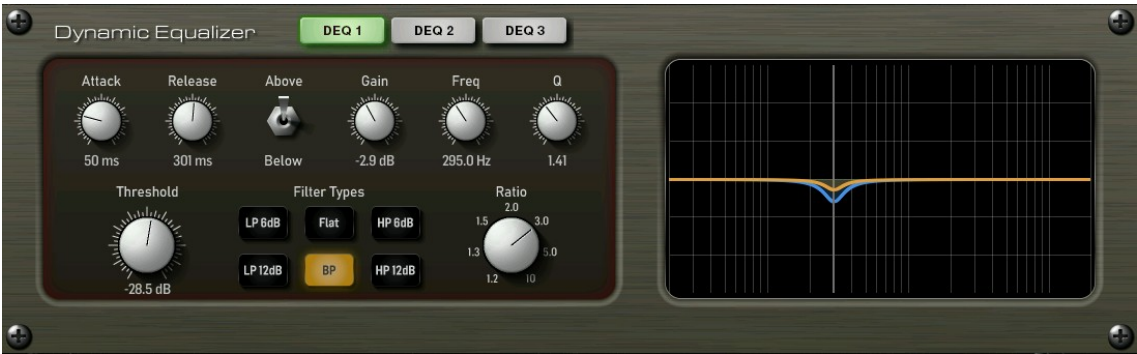 Dynamic Equalizer
DEQ 1 DEQ 2 DEQ 3
Attack Release Above Gain Freq Q
50 ms 301 ms Below -2.9 dB 295.0 Hz 1.41
Threshold Filter Types Ratio
2.0
1.5 3.0
LP 6dB Flat HP 6dB
1.3 5.0
LP 12dB BP HP 12dB
1.2 10
-28.5 dB